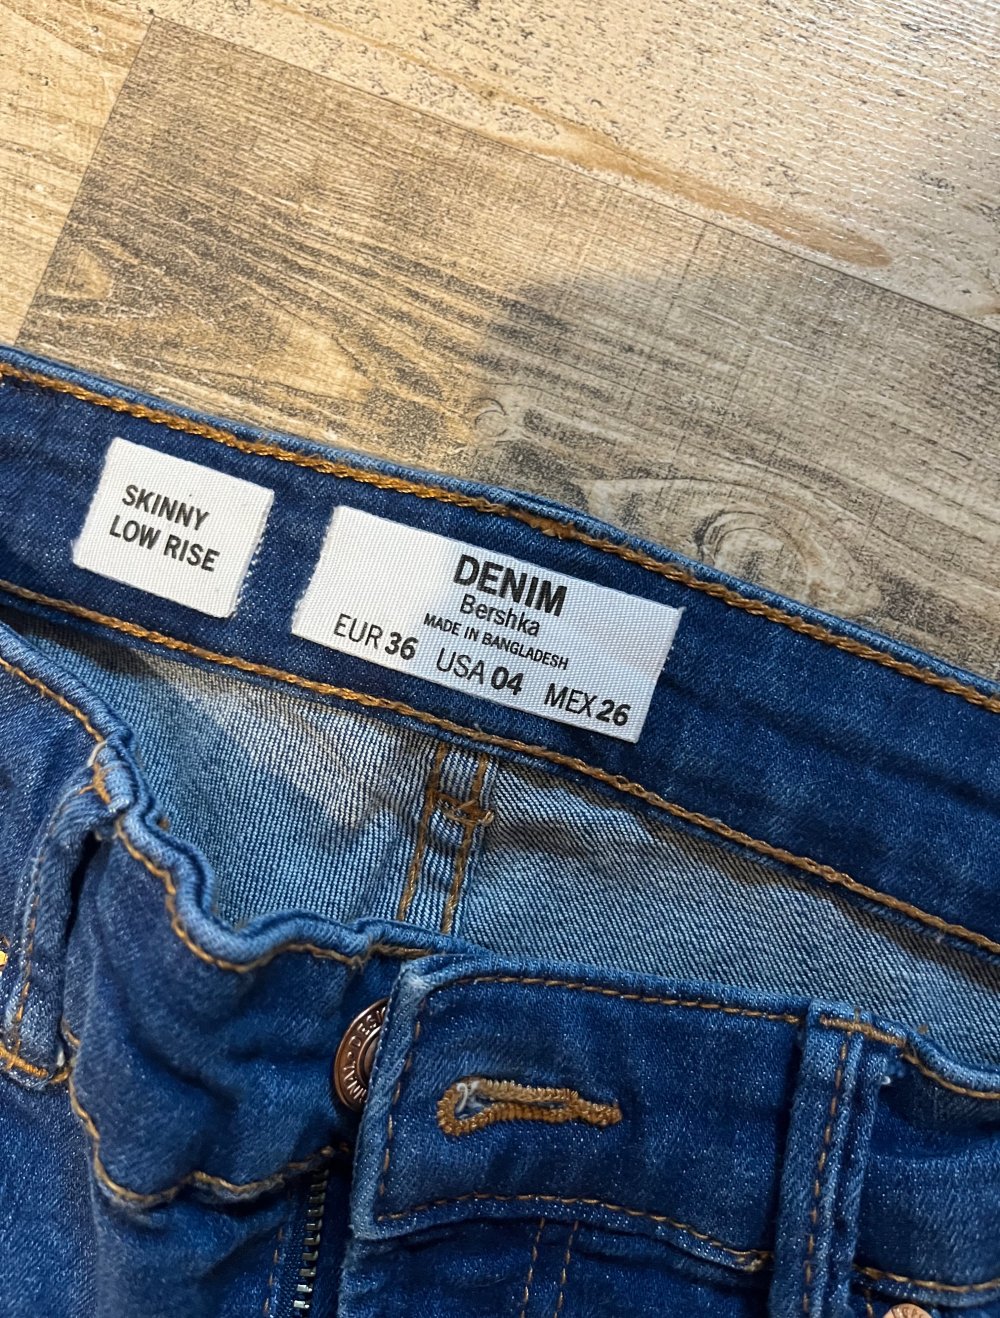 SKINNY
LOW RISE
DENIM
Bershka
MADE IN BANGLADESH
EUR 36 USA 04 MEX 26